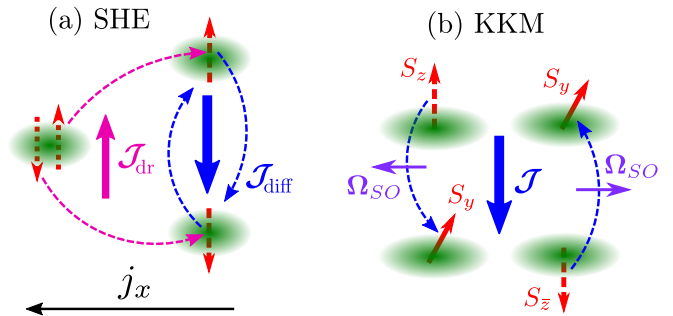 (a) SHE
𝒥dr
𝒥diff
jx
(b) KKM
Sz
Sy
ΩSO
Sy
𝒥
ΩSO
Sz̄